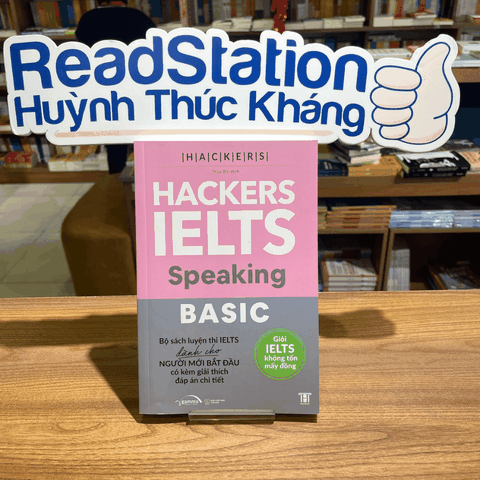 ReadStation
Huỳnh Thúc Kháng
|H|A|C|K|E|R|S|
HACKERS
IELTS
Speaking
BASIC
Bộ sách luyện thi IELTS
dành cho
NGƯỜI MỚI BẮT ĐẦU
có kèm giải thích
đáp án chi tiết
Giỏi
IELTS
không tốn
mấy đồng